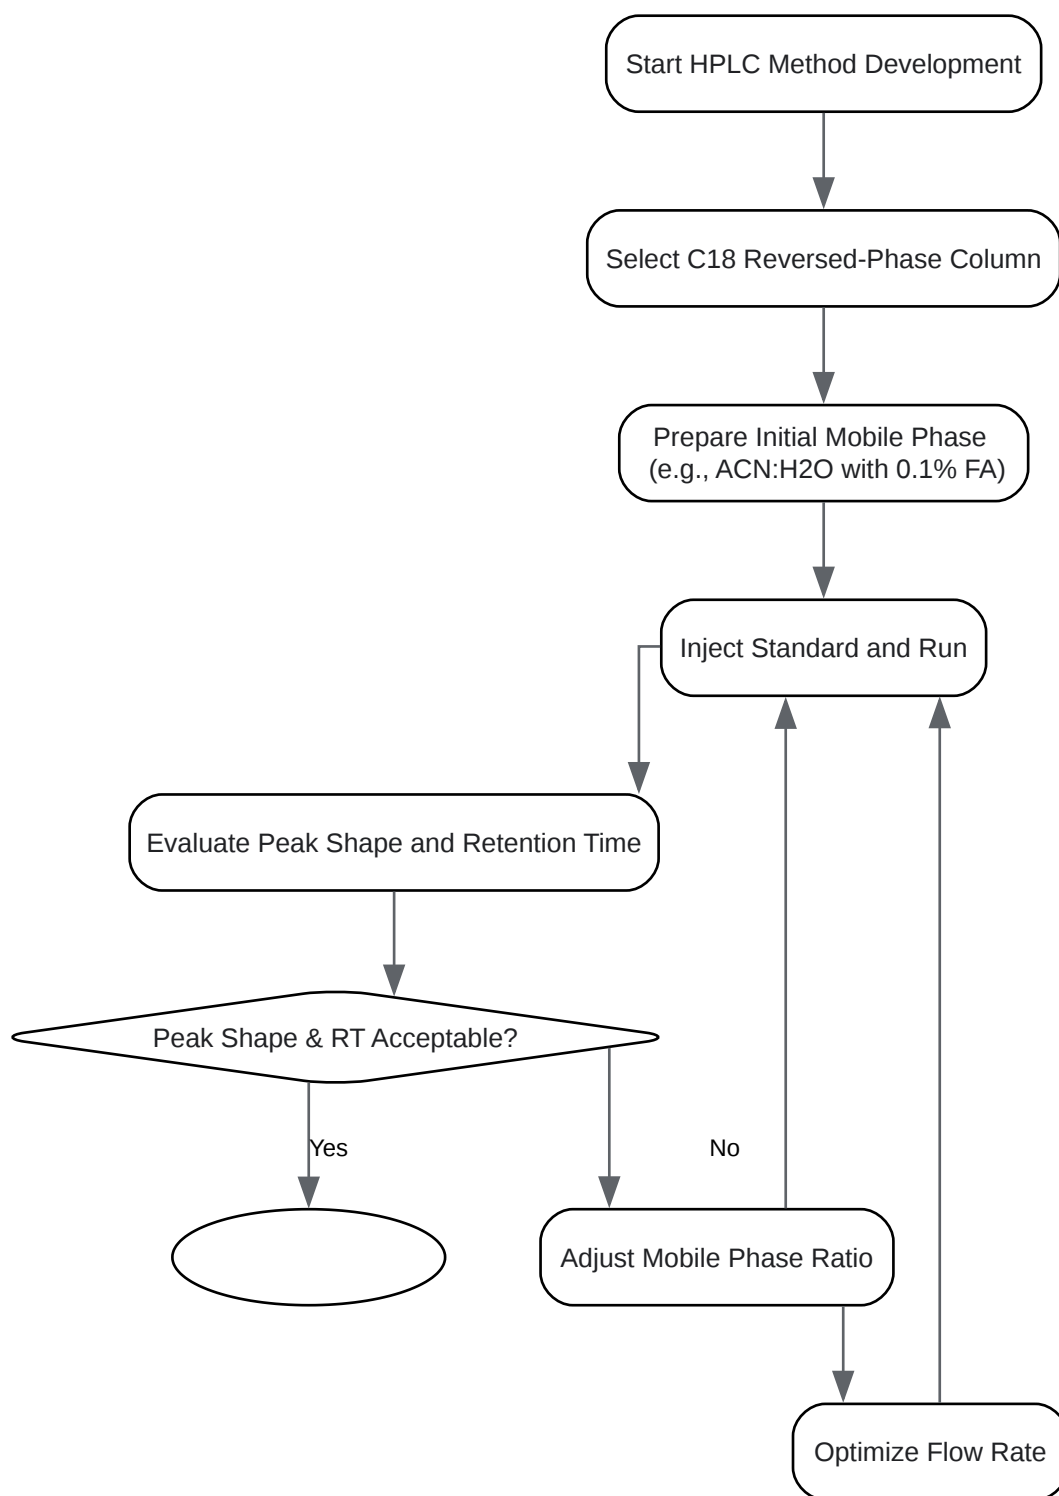 Start HPLC Method Development
Select C18 Reversed-Phase Column
Prepare Initial Mobile Phase
(e.g., ACN:H2O with 0.1% FA)
Inject Standard and Run
Evaluate Peak Shape and Retention Time
Peak Shape & RT Acceptable?
Yes
No
Adjust Mobile Phase Ratio
Optimize Flow Rate